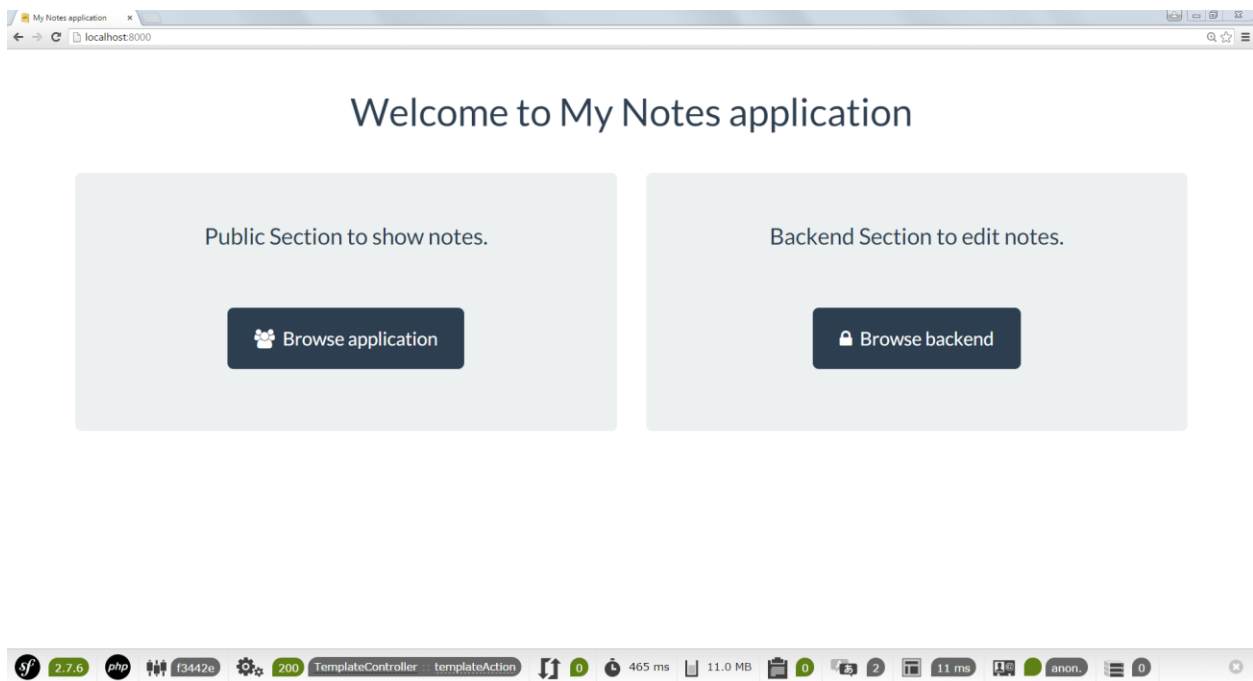 My Notes application
localhost:8000
Welcome to My Notes application
Public Section to show notes.
Backend Section to edit notes.
Browse application
Browse backend
sf 2.7.6 php f3442e 200 TemplateController :: templateAction 0 465 ms 11.0 MB 0 あ 2 11 ms anon. 0